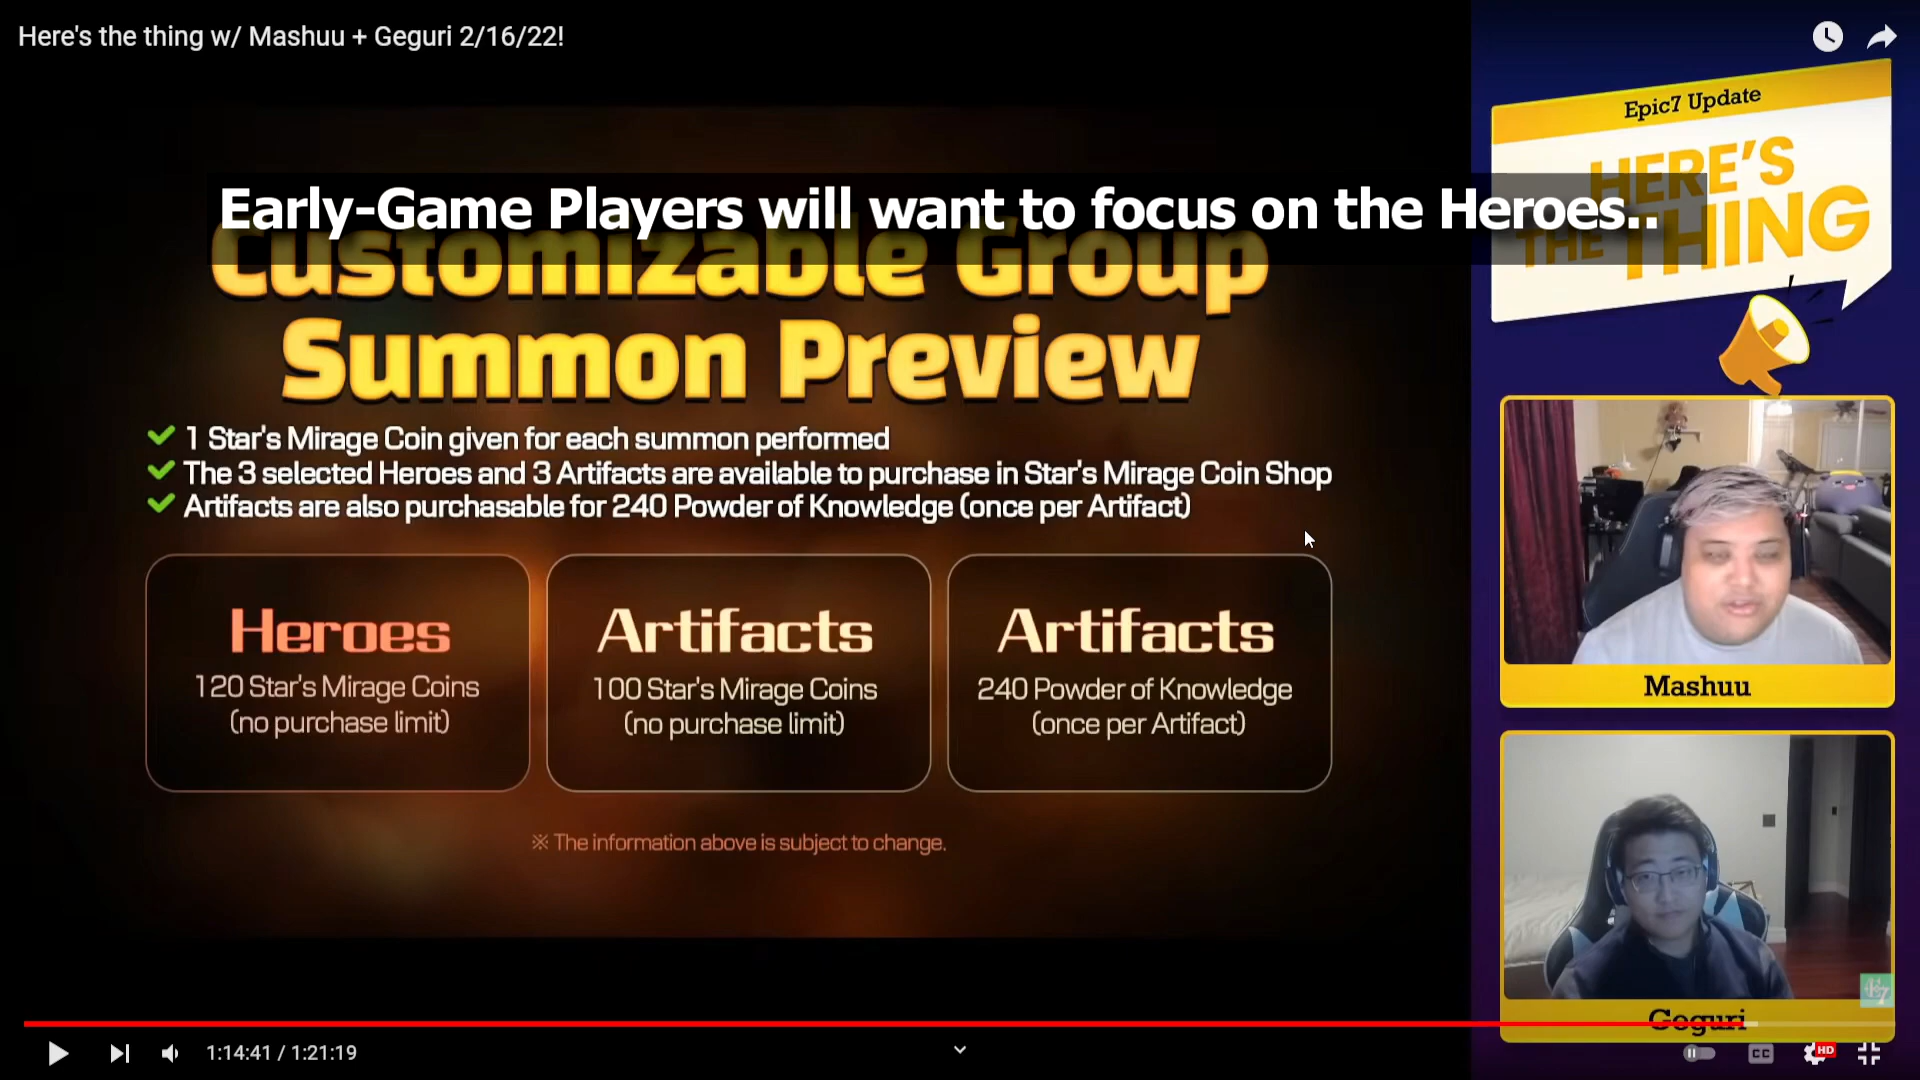 Here's the thing w/ Mashuu + Geguri 2/16/22!
Epic7 Update
HERE'S
THE THING
Early-Game Players will want to focus on the Heroes..
Customizable Group
Summon Preview
1 Star's Mirage Coin given for each summon performed
The 3 selected Heroes and 3 Artifacts are available to purchase in Star's Mirage Coin Shop
Artifacts are also purchasable for 240 Powder of Knowledge (once per Artifact)
Heroes
120 Star's Mirage Coins
(no purchase limit)
Artifacts
100 Star's Mirage Coins
(no purchase limit)
Artifacts
240 Powder of Knowledge
(once per Artifact)
※ The information above is subject to change.
Mashuu
Geguri
1:14:41 / 1:21:19
CC
HD